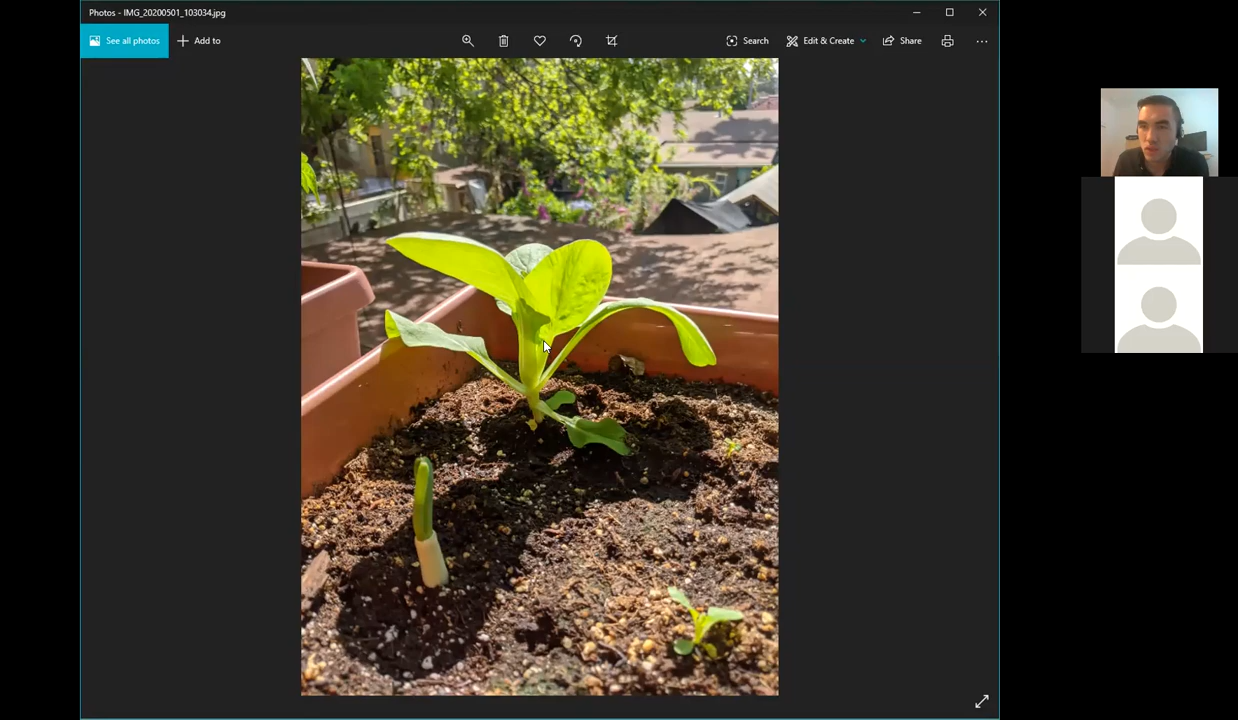 Photos - IMG_20200501_103034.jpg
See all photos
Add to
Search
Edit & Create
Share